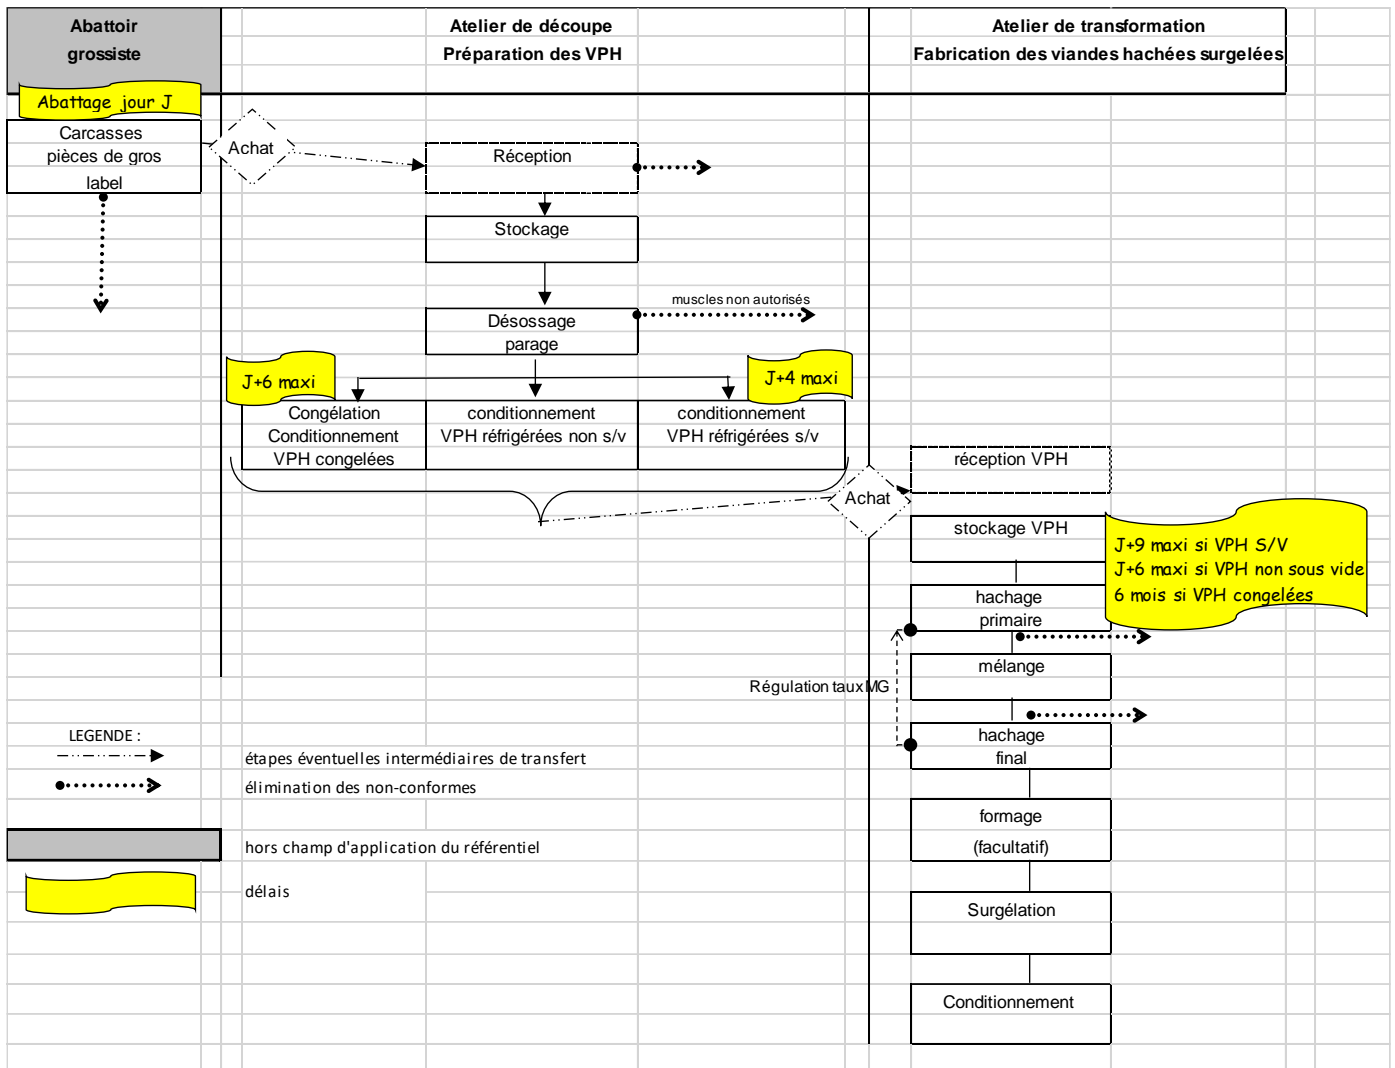 Abattoir
grossiste
Atelier de découpe
Préparation des VPH
Atelier de transformation
Fabrication des viandes hachées surgelées
Abattage jour J
Carcasses
pièces de gros
label
Achat
Réception
Stockage
muscles non autorisés
Désossage
parage
J+6 maxi
J+4 maxi
Congélation
Conditionnement
VPH congelées
conditionnement
VPH réfrigérées non s/v
conditionnement
VPH réfrigérées s/v
Achat
réception VPH
stockage VPH
J+9 maxi si VPH S/V
J+6 maxi si VPH non sous vide
6 mois si VPH congelées
hachage
primaire
mélange
Régulation taux MG
hachage
final
formage
(facultatif)
Surgélation
Conditionnement
LEGENDE :
étapes éventuelles intermédiaires de transfert
élimination des non-conformes
hors champ d'application du référentiel
délais